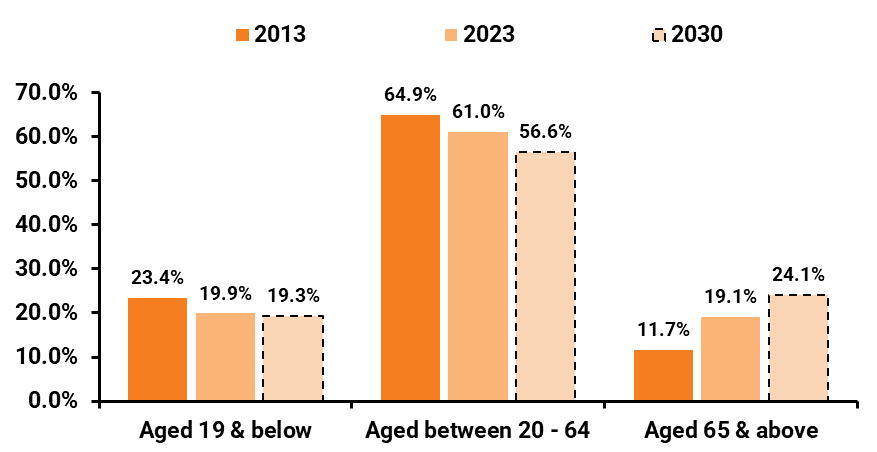 2013 2023 2030
70.0%
60.0%
50.0%
40.0%
30.0%
20.0%
10.0%
0.0%
23.4% 19.9% 19.3%
64.9% 61.0% 56.6%
11.7% 19.1% 24.1%
Aged 19 & below Aged between 20 - 64 Aged 65 & above